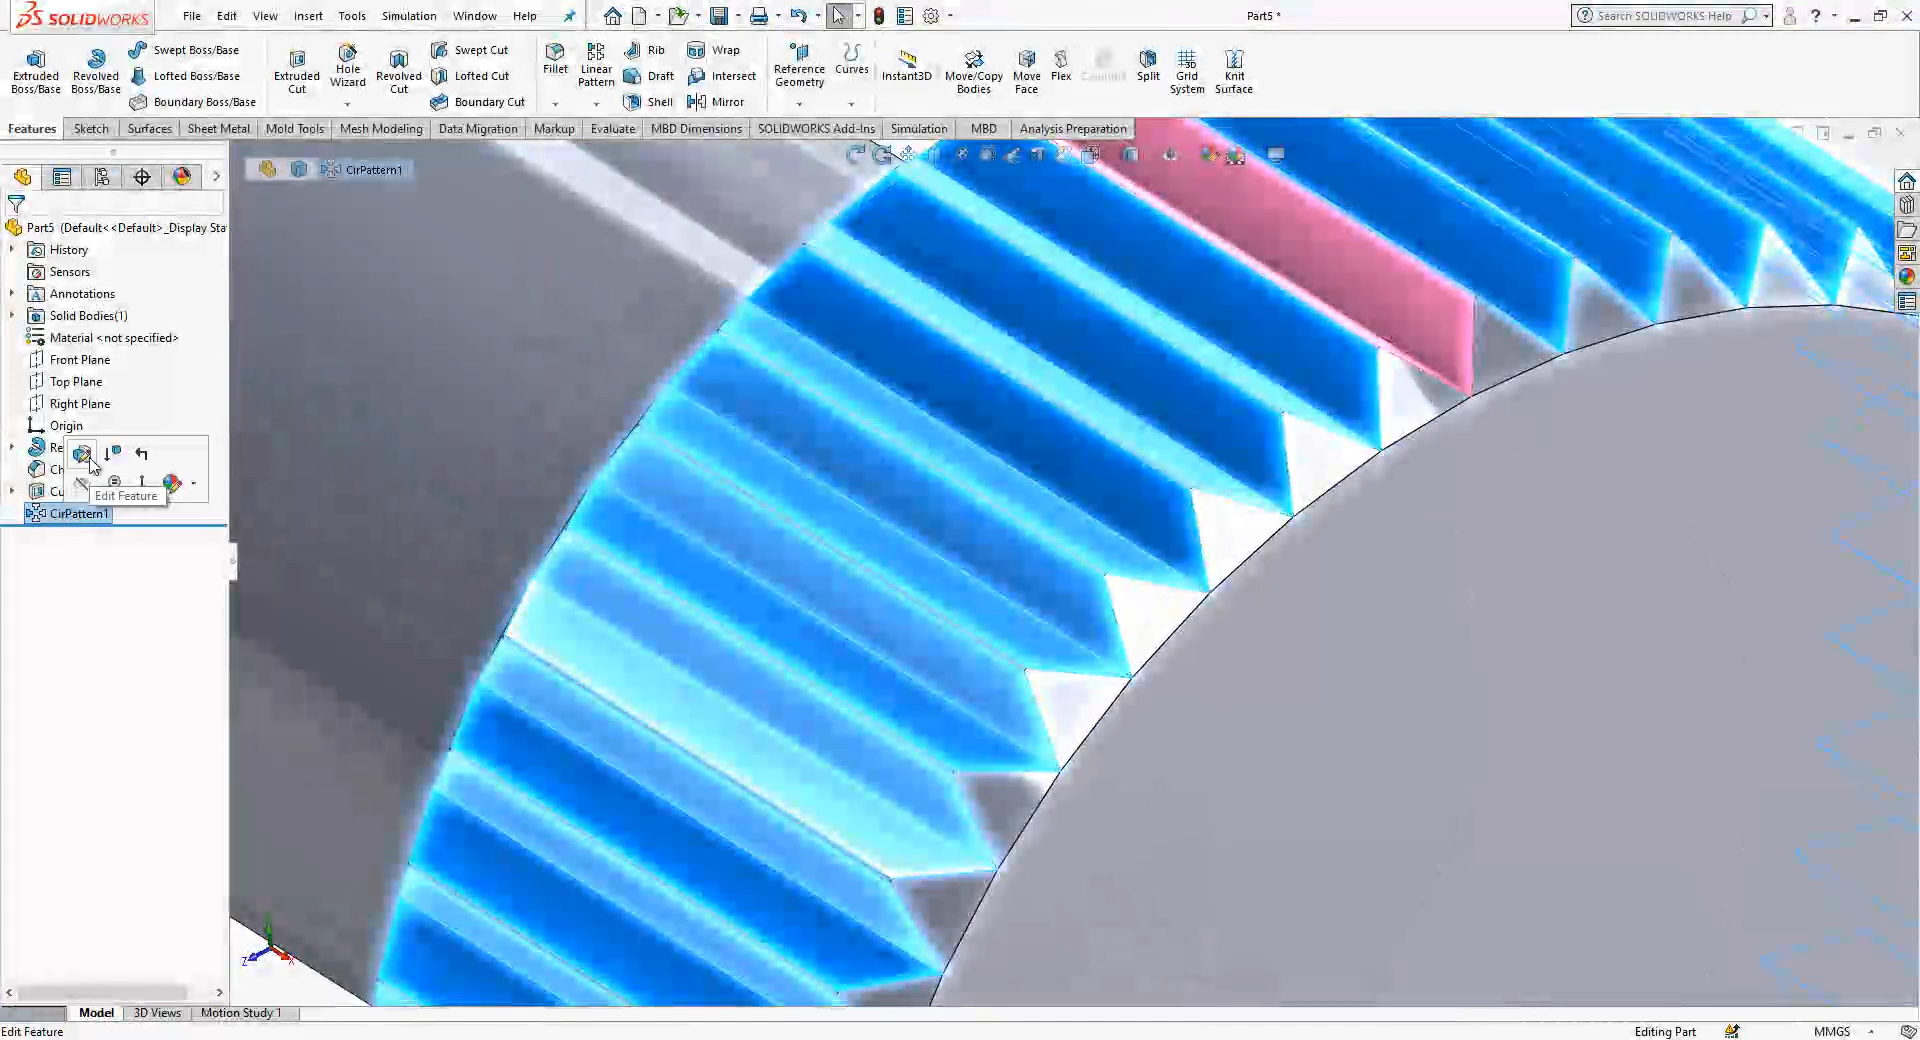 SOLIDWORKS
File Edit View Insert Tools Simulation Window Help
Part5 *
Search SOLIDWORKS Help
Extruded Boss/Base
Revolved Boss/Base
Swept Boss/Base
Lofted Boss/Base
Boundary Boss/Base
Extruded Cut
Hole Wizard
Revolved Cut
Swept Cut
Lofted Cut
Boundary Cut
Fillet
Linear Pattern
Rib
Draft
Shell
Wrap
Intersect
Mirror
Reference Geometry
Curves
Instant3D
Move/Copy Bodies
Move Face
Flex
Split
Grid System
Knit Surface
Features Sketch Surfaces Sheet Metal Mold Tools Mesh Modeling Data Migration Markup Evaluate MBD Dimensions SOLIDWORKS Add-Ins Simulation MBD Analysis Preparation
CirPattern1
Part5 (Default<<Default>_Display Sta
History
Sensors
Annotations
Solid Bodies(1)
Material <not specified>
Front Plane
Top Plane
Right Plane
Origin
Re
Ch
Cu
Edit Feature
CirPattern1
Z
X
Model 3D Views Motion Study 1
Edit Feature
Editing Part
MMGS